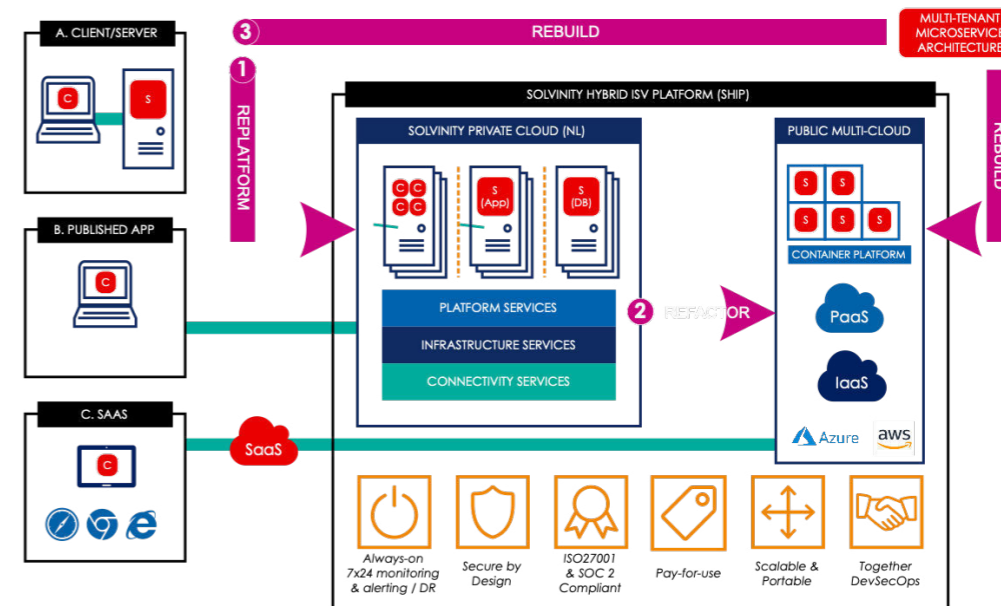 A. CLIENT/SERVER
C
S
3
REBUILD
MULTI-TENANT
MICROSERVICE
ARCHITECTURE
1
REPLATFORM
REBUILD
SOLVINITY HYBRID ISV PLATFORM (SHIP)
SOLVINITY PRIVATE CLOUD (NL)
C C
C C
S
(App)
S
(DB)
PLATFORM SERVICES
INFRASTRUCTURE SERVICES
CONNECTIVITY SERVICES
2
REFACTOR
PUBLIC MULTI-CLOUD
S S
S S S
CONTAINER PLATFORM
PaaS
IaaS
Azure
aws
B. PUBLISHED APP
C
C. SAAS
C
SaaS
Always-on
7x24 monitoring
& alerting / DR
Secure by
Design
ISO27001
& SOC 2
Compliant
Pay-for-use
Scalable &
Portable
Together
DevSecOps